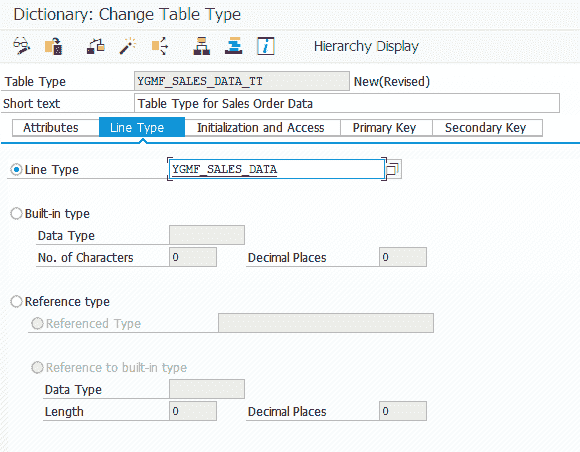 Dictionary: Change Table Type
Hierarchy Display
Table Type YGMF_SALES_DATA_TT New(Revised)
Short text Table Type for Sales Order Data
Attributes Line Type Initialization and Access Primary Key Secondary Key
Line Type YGMF_SALES_DATA
Built-in type
Data Type
No. of Characters 0 Decimal Places 0
Reference type
Referenced Type
Reference to built-in type
Data Type
Length 0 Decimal Places 0